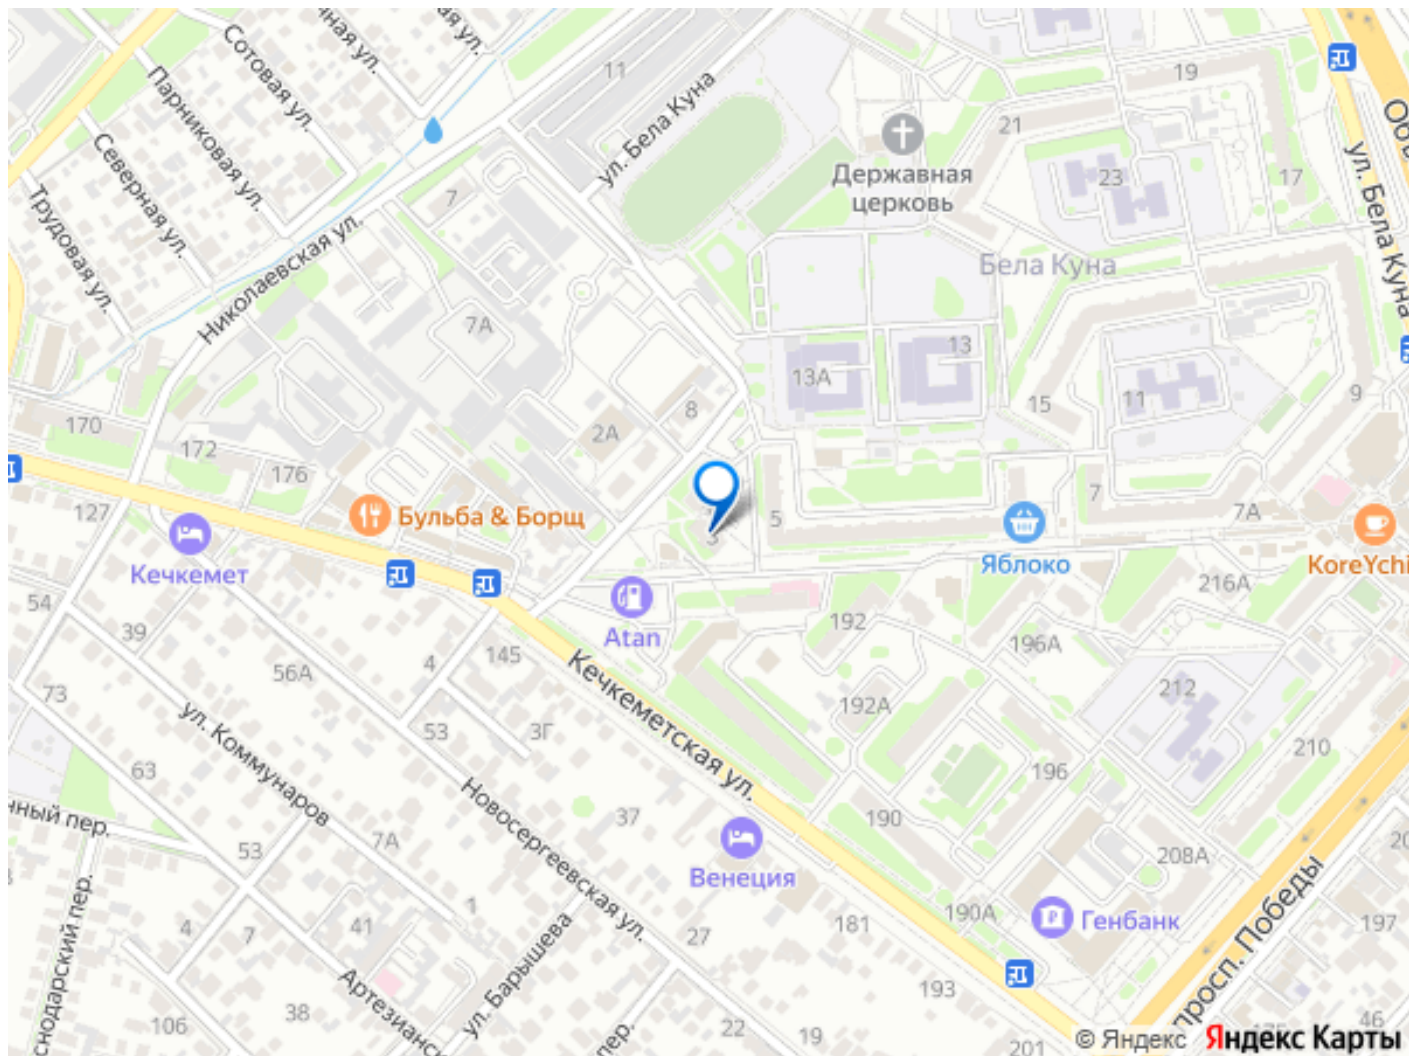 Сотовая ул.
Парниковая ул.
Северная ул.
Трудовая ул.
Николаевская ул.
11
ул. Бела Куна
7
7А
19
21
Державная
церковь
23
17
ул. Бела Куна
Бела Куна
13
13А
15
11
9
8
2А
170
172
176
127
Бульба & Борщ
Кечкемет
5
7
7А
Яблоко
KoreYchi
Atan
192
216А
196А
54
39
56А
4
145
73
53
3Г
Кечкеметская ул.
192А
212
210
196
63
ул. Коммунаров
Новосергеевская ул.
37
190
Венеция
208А
53
7А
1
41
4
7
ул. Барышева
27
181
190А
Генбанк
просп. Победы
197
193
38
106
22
19
201
46
© Яндекс
Яндекс Карты